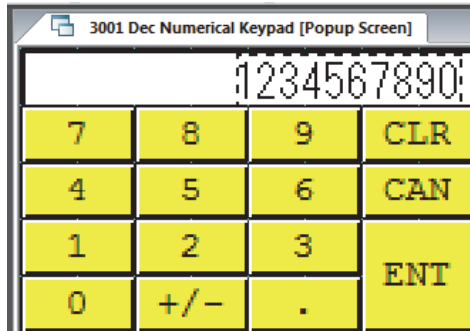 3001 Dec Numerical Keypad [Popup Screen]
1234567890
7 8 9 CLR
4 5 6 CAN
1 2 3 ENT
0 +/- .